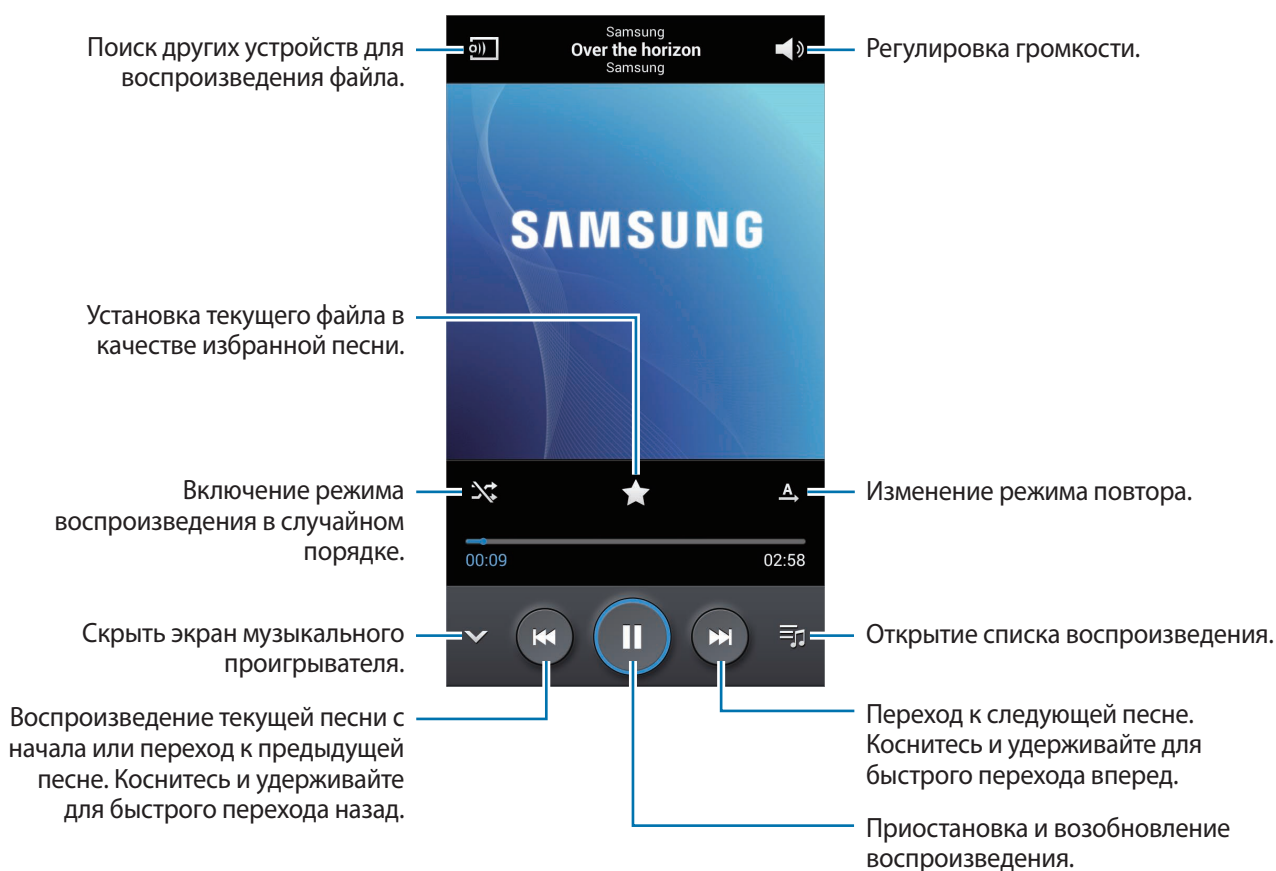 Поиск других устройств для
воспроизведения файла.
Samsung
Over the horizon
Samsung
Регулировка громкости.
SAMSUNG
Установка текущего файла в
качестве избранной песни.
Включение режима
воспроизведения в случайном
порядке.
A
Изменение режима повтора.
00:09
02:58
Скрыть экран музыкального
проигрывателя.
Открытие списка воспроизведения.
Воспроизведение текущей песни с
начала или переход к предыдущей
песне. Коснитесь и удерживайте
для быстрого перехода назад.
Переход к следующей песне.
Коснитесь и удерживайте для
быстрого перехода вперед.
Приостановка и возобновление
воспроизведения.